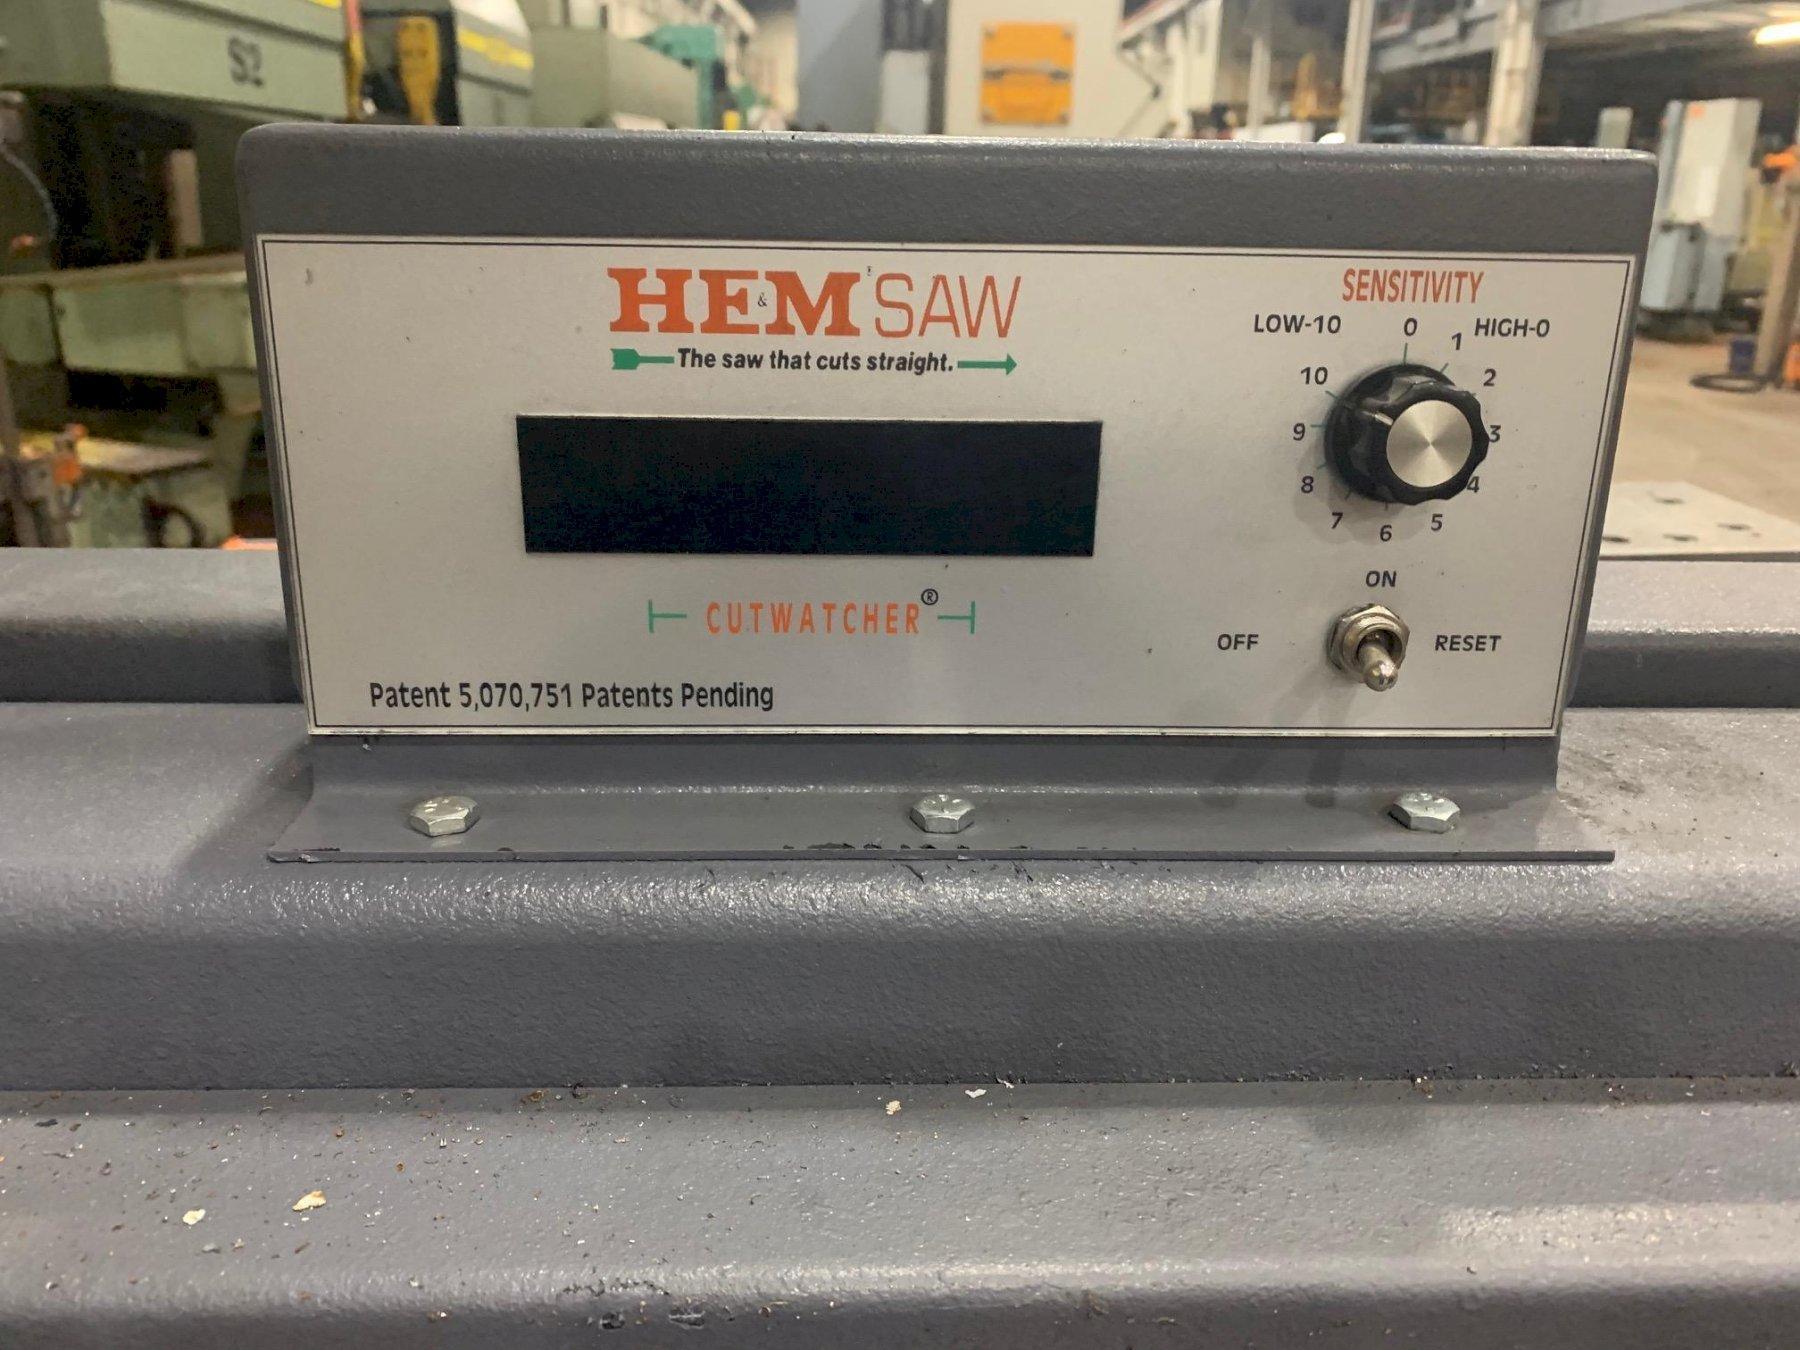 S2
HE&M SAW
The saw that cuts straight.
SENSITIVITY
LOW-10
HIGH-0
0
1
2
3
4
5
6
7
8
9
10
CUTWATCHER®
ON
OFF
RESET
Patent 5,070,751 Patents Pending